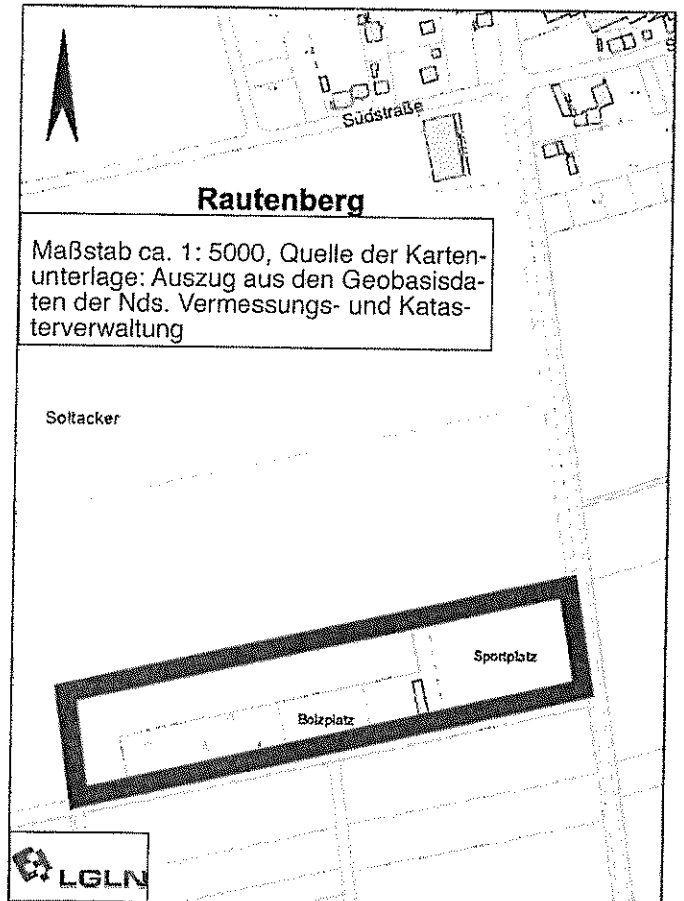 Südstraße
Rautenberg
Maßstab ca. 1: 5000, Quelle der Karten-
unterlage: Auszug aus den Geobasisda-
ten der Nds. Vermessungs- und Katas-
terverwaltung
Soltacker
Sportplatz
Bolzplatz
LGLN